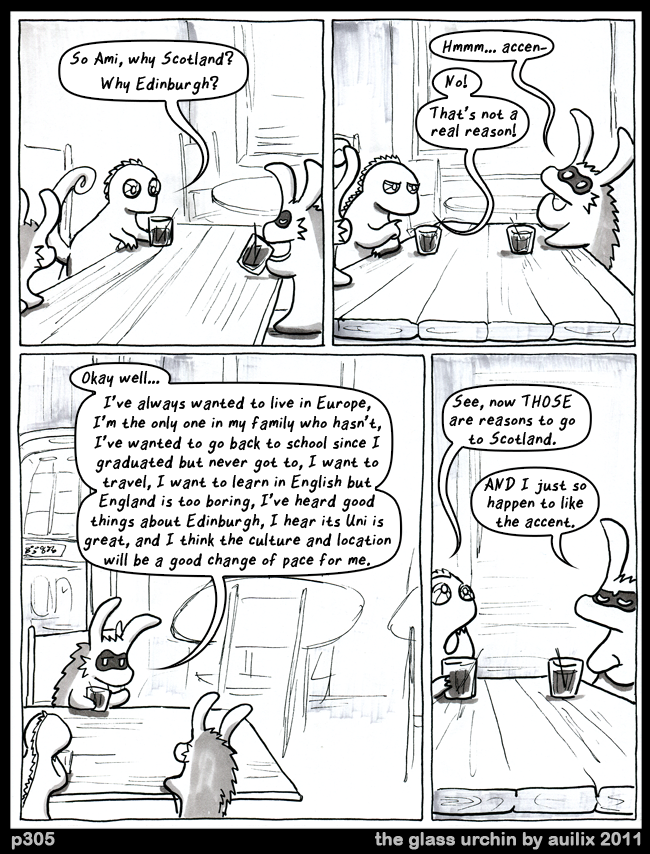 So Ami, why Scotland?
Why Edinburgh?
Hmmm... accen-
No!
That's not a
real reason!
Okay well...
I've always wanted to live in Europe,
I'm the only one in my family who hasn't,
I've wanted to go back to school since I
graduated but never got to, I want to
travel, I want to learn in English but
England is too boring, I've heard good
things about Edinburgh, I hear its Uni is
great, and I think the culture and location
will be a good change of pace for me.
See, now THOSE
are reasons to go
to Scotland.
AND I just so
happen to like
the accent.
p305
the glass urchin by auilix 2011